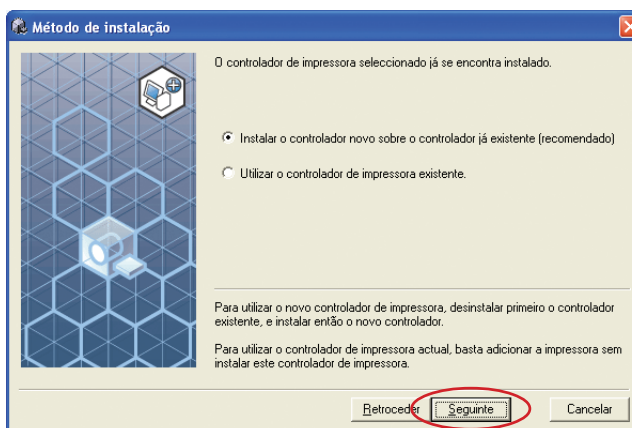 Método de instalação
O controlador de impressora seleccionado já se encontra instalado.
Instalar o controlador novo sobre o controlador já existente (recomendado)
Utilizar o controlador de impressora existente.
Para utilizar o novo controlador de impressora, desinstalar primeiro o controlador
existente, e instalar então o novo controlador.
Para utilizar o controlador de impressora actual, basta adicionar a impressora sem
instalar este controlador de impressora.
Retroceder Seguinte Cancelar